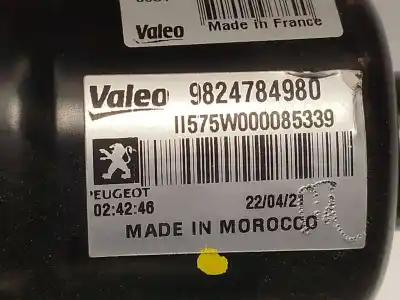 Valeo Made in France
Valeo 9824784980
II575W000085339
PEUGEOT
02:42:46 22/04/21
MADE IN MOROCCO